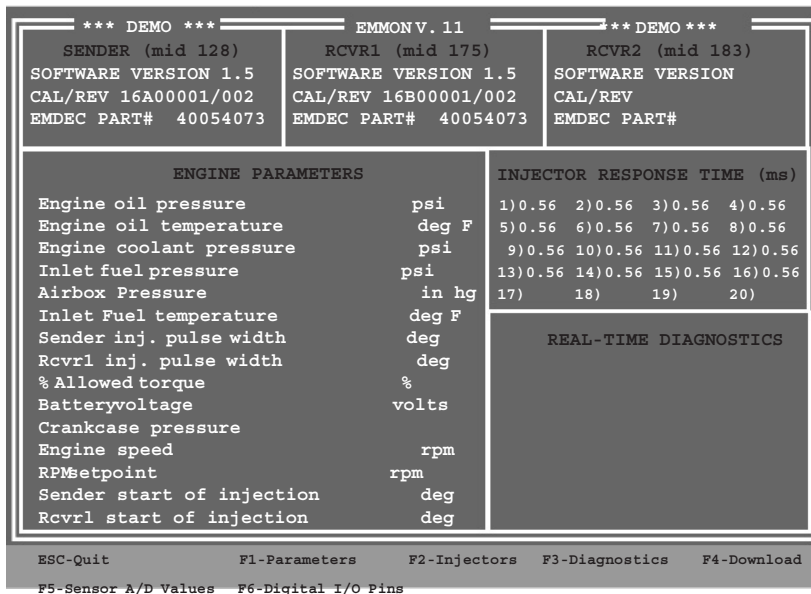 *** DEMO ***
EMMON V. 11
*** DEMO ***
SENDER (mid 128)
SOFTWARE VERSION 1.5
CAL/REV 16A00001/002
EMDEC PART# 40054073
RCVR1 (mid 175)
SOFTWARE VERSION 1.5
CAL/REV 16B00001/002
EMDEC PART# 40054073
RCVR2 (mid 183)
SOFTWARE VERSION
CAL/REV
EMDEC PART#
ENGINE PARAMETERS
Engine oil pressure psi
Engine oil temperature deg F
Engine coolant pressure psi
Inlet fuel pressure psi
Airbox Pressure in hg
Inlet Fuel temperature deg F
Sender inj. pulse width deg
Rcvr1 inj. pulse width deg
% Allowed torque %
Batteryvoltage volts
Crankcase pressure
Engine speed rpm
RPMsetpoint rpm
Sender start of injection deg
Rcvrl start of injection deg
INJECTOR RESPONSE TIME (ms)
1)0.56 2)0.56 3)0.56 4)0.56
5)0.56 6)0.56 7)0.56 8)0.56
9)0.56 10)0.56 11)0.56 12)0.56
13)0.56 14)0.56 15)0.56 16)0.56
17) 18) 19) 20)
REAL-TIME DIAGNOSTICS
ESC-Quit F1-Parameters F2-Injectors F3-Diagnostics F4-Download
F5-Sensor A/D Values F6-Digital I/O Pins